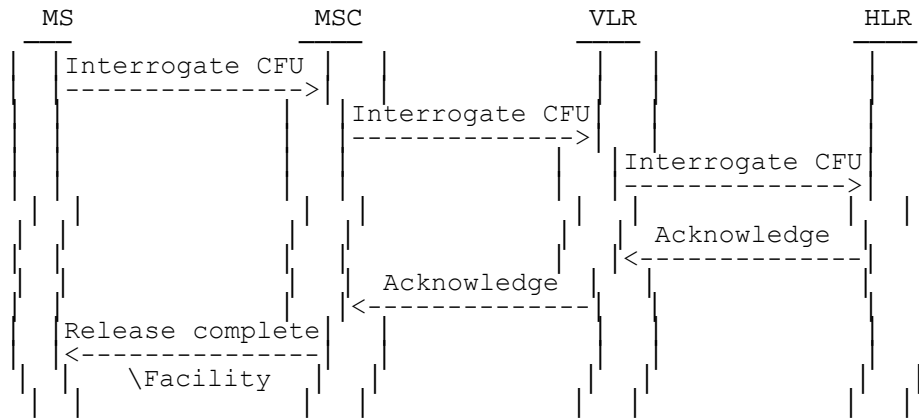 MS MSC VLR HLR
Interrogate CFU
Interrogate CFU
Interrogate CFU
Acknowledge
Acknowledge
Release complete
\Facility